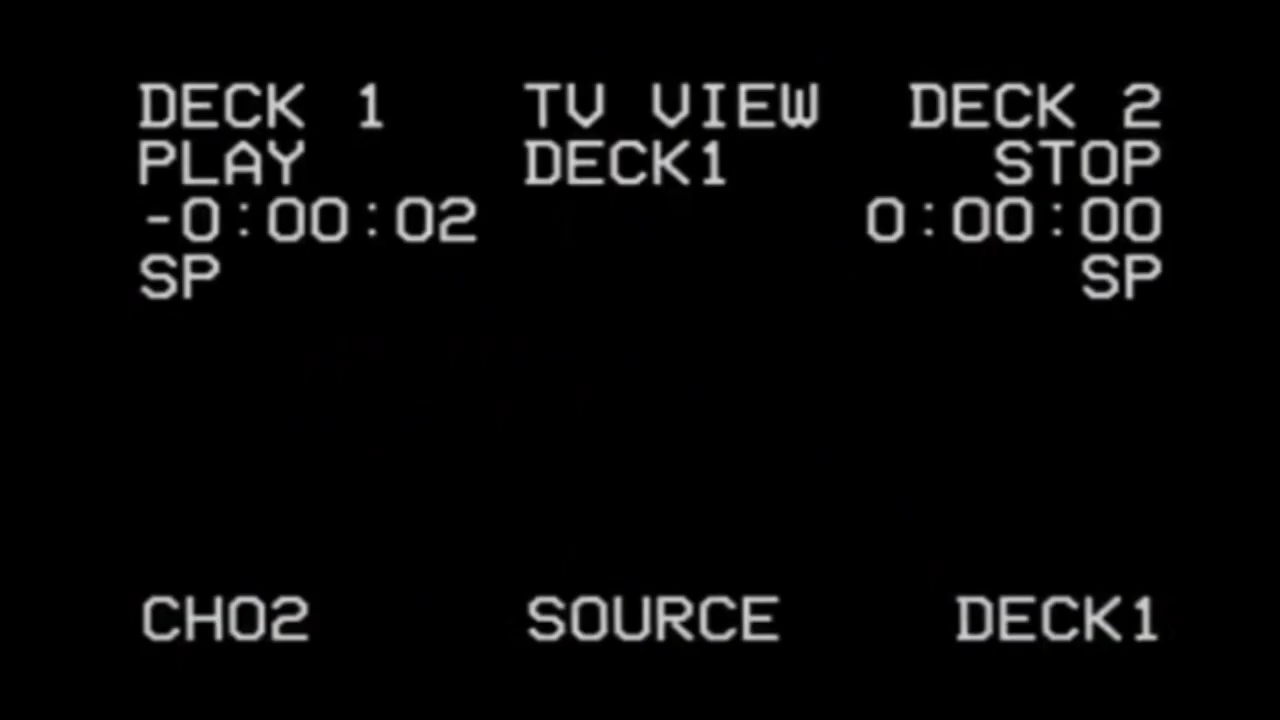 DECK 1 TV VIEW DECK 2
PLAY DECK1 STOP
-0:00:02 0:00:00
SP SP
CH02 SOURCE DECK1